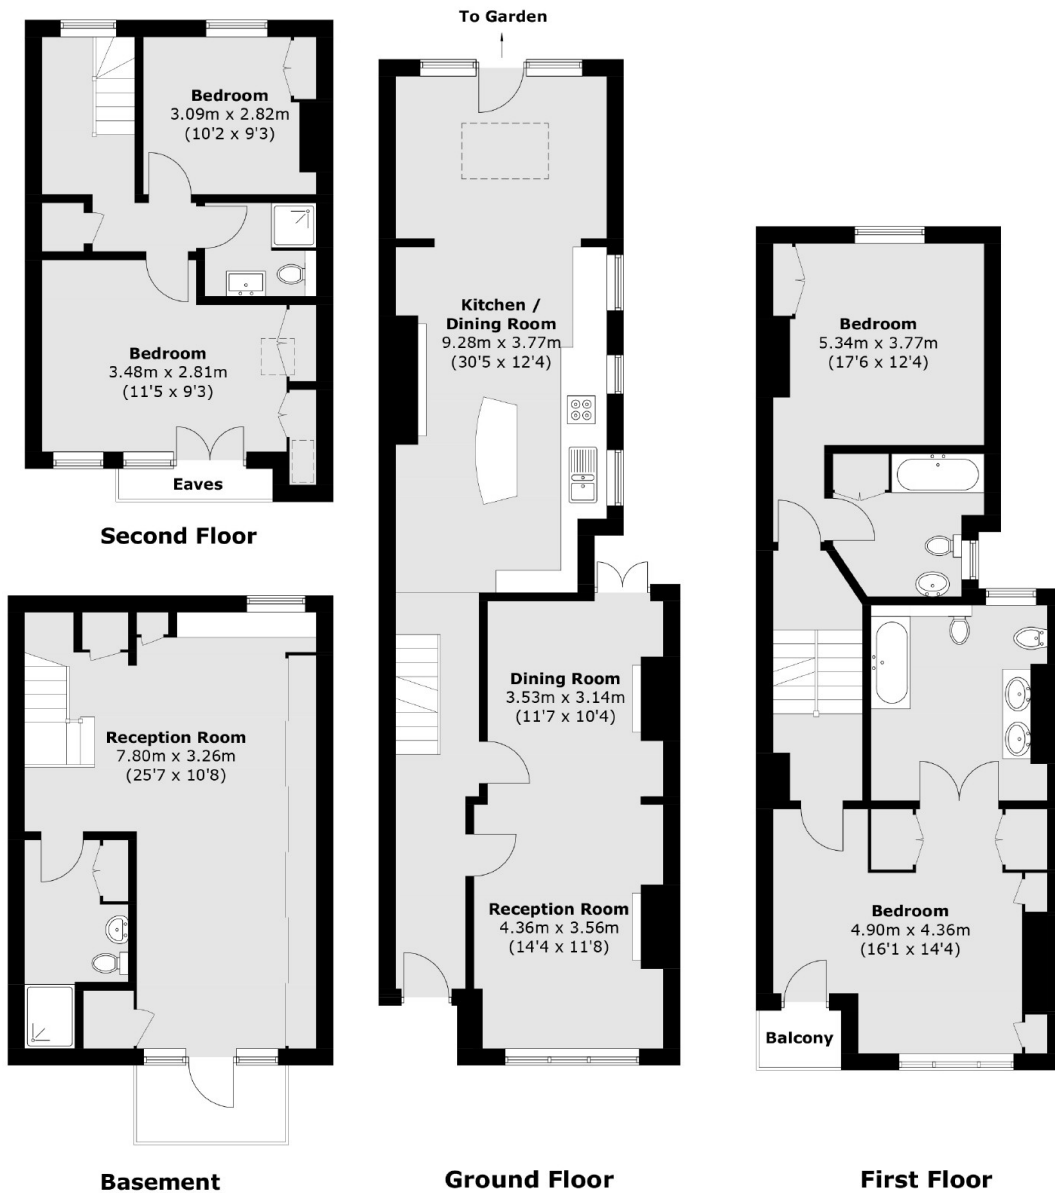 To Garden
Bedroom
3.09m x 2.82m
(10'2 x 9'3)
Bedroom
3.48m x 2.81m
(11'5 x 9'3)
Eaves
Second Floor
Kitchen /
Dining Room
9.28m x 3.77m
(30'5 x 12'4)
Bedroom
5.34m x 3.77m
(17'6 x 12'4)
Reception Room
7.80m x 3.26m
(25'7 x 10'8)
Dining Room
3.53m x 3.14m
(11'7 x 10'4)
Reception Room
4.36m x 3.56m
(14'4 x 11'8)
Bedroom
4.90m x 4.36m
(16'1 x 14'4)
Balcony
Basement
Ground Floor
First Floor